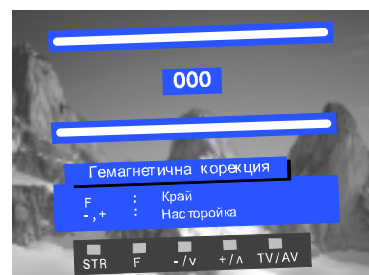 000
Гемагнетична корекция
F : Край
-,+ : Насторойка
STR F -/v +/ʌ TV/AV